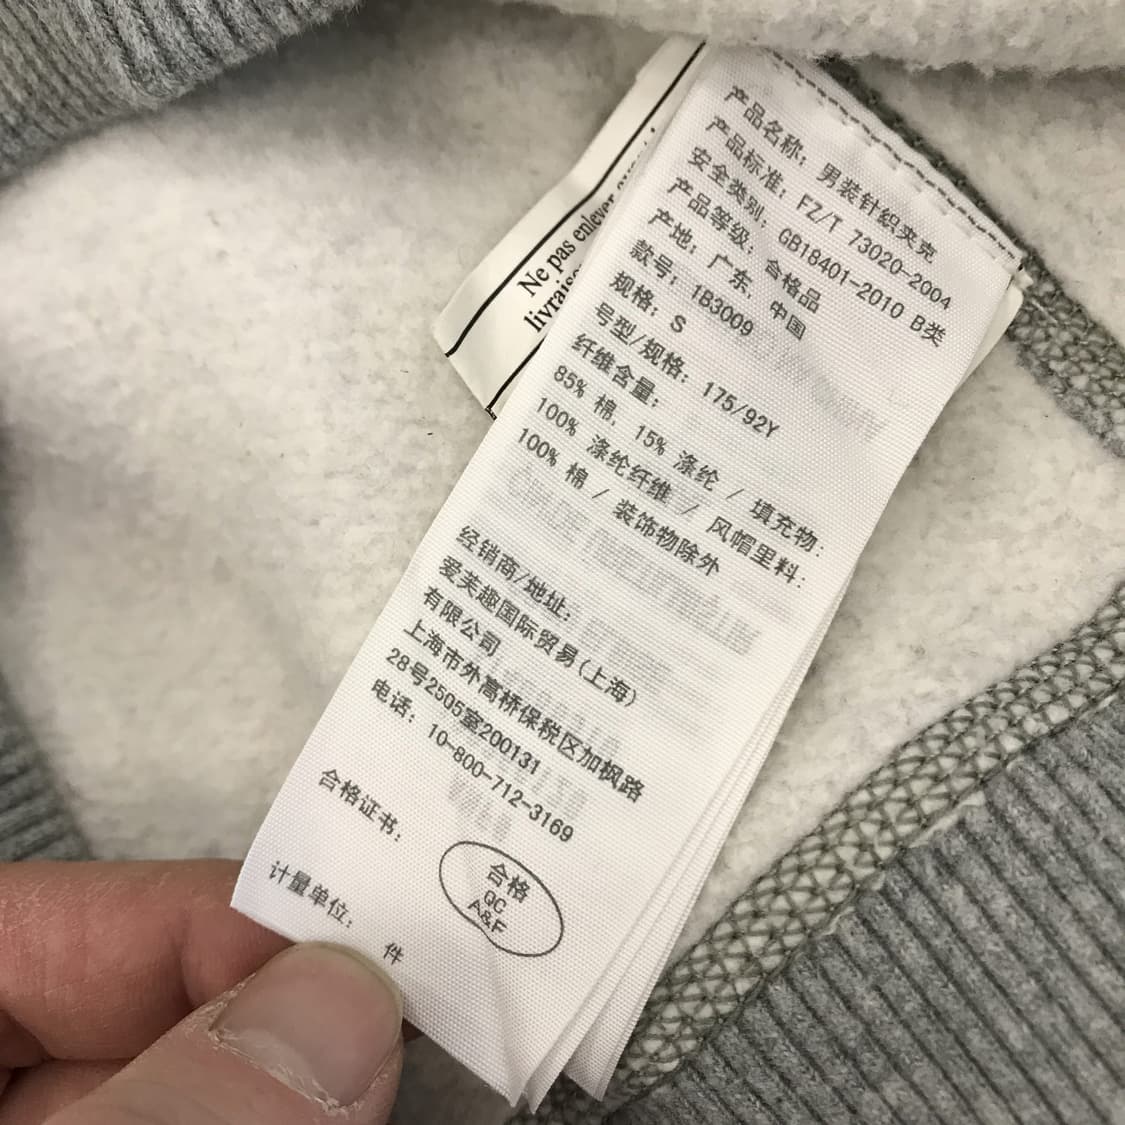 产品名称: 男装针织夹克
产品标准: FZ/T 73020-2004
安全类别: GB18401-2010 B类
产品等级: 合格品
产地: 广东, 中国
款号: 1B3009
规格: S
号型/规格: 175/92Y
纤维含量:
85% 棉, 15% 涤纶 / 填充物:
100% 涤纶纤维 / 风帽里料:
100% 棉 / 装饰物除外
经销商/地址:
爱芙趣国际贸易(上海)
有限公司
上海市外高桥保税区加枫路
28号2505室200131
电话: 10-800-712-3169
合格证书:
合格
QC
A&F
计量单位: 件
Ne pas enlever